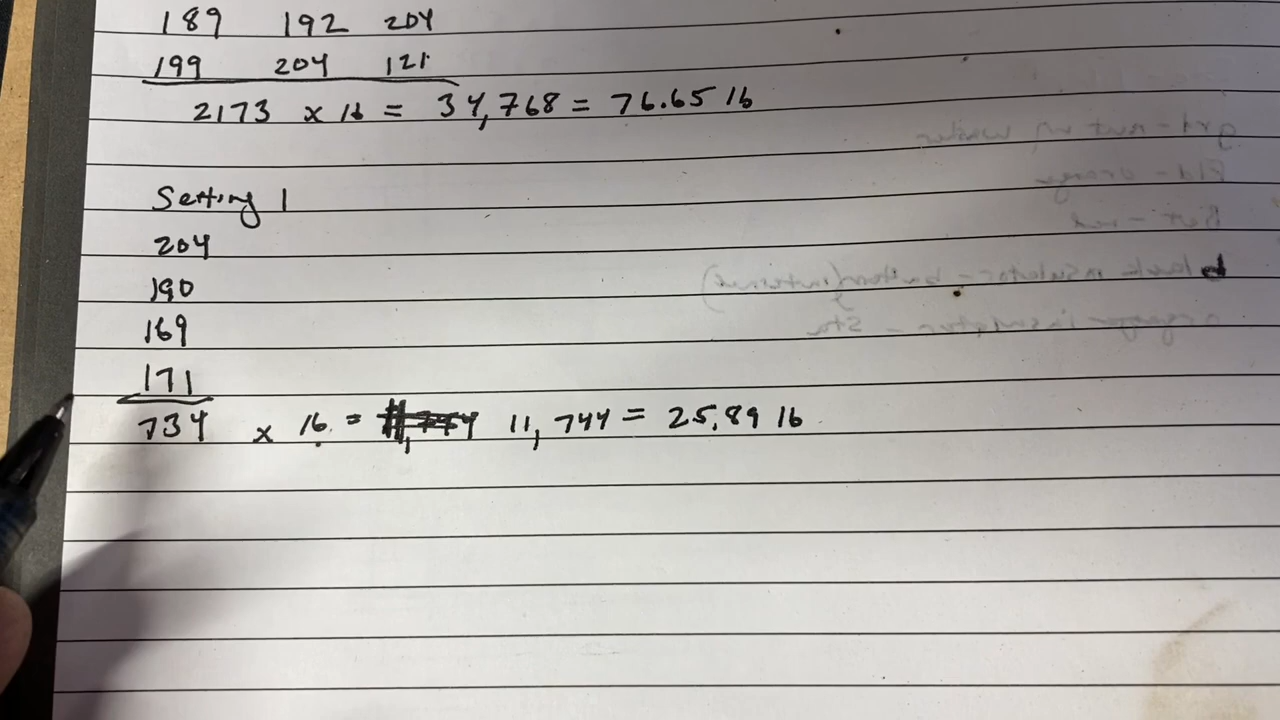 189 192 204
199 204 121
2173 x 16 = 34,768 = 76.65 lb
Setting 1
204
190
169
171
734 x 16 = 11,744 = 25.89 lb